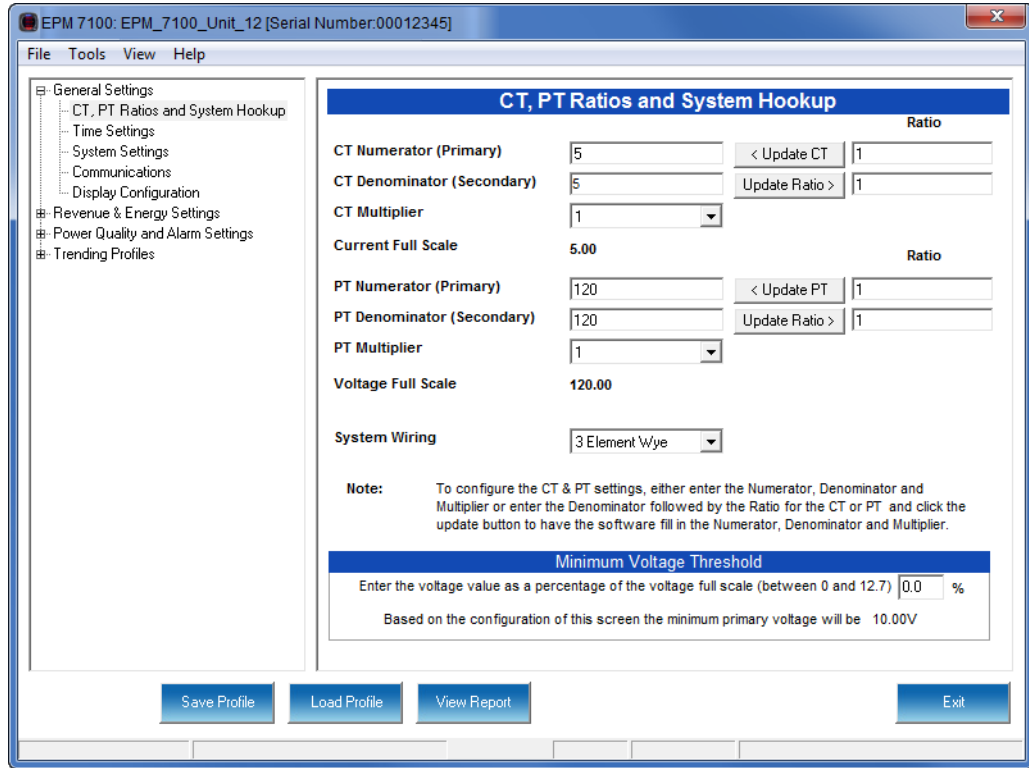 EPM 7100: EPM_7100_Unit_12 [Serial Number:00012345]
File Tools View Help
General Settings
CT, PT Ratios and System Hookup
Time Settings
System Settings
Communications
Display Configuration
Revenue & Energy Settings
Power Quality and Alarm Settings
Trending Profiles
CT, PT Ratios and System Hookup
Ratio
CT Numerator (Primary) 5 < Update CT 1
CT Denominator (Secondary) 5 Update Ratio > 1
CT Multiplier 1
Current Full Scale 5.00
Ratio
PT Numerator (Primary) 120 < Update PT 1
PT Denominator (Secondary) 120 Update Ratio > 1
PT Multiplier 1
Voltage Full Scale 120.00
System Wiring 3 Element Wye
Note: To configure the CT & PT settings, either enter the Numerator, Denominator and
Multiplier or enter the Denominator followed by the Ratio for the CT or PT and click the
update button to have the software fill in the Numerator, Denominator and Multiplier.
Minimum Voltage Threshold
Enter the voltage value as a percentage of the voltage full scale (between 0 and 12.7) 0.0 %
Based on the configuration of this screen the minimum primary voltage will be 10.00V
Save Profile Load Profile View Report Exit